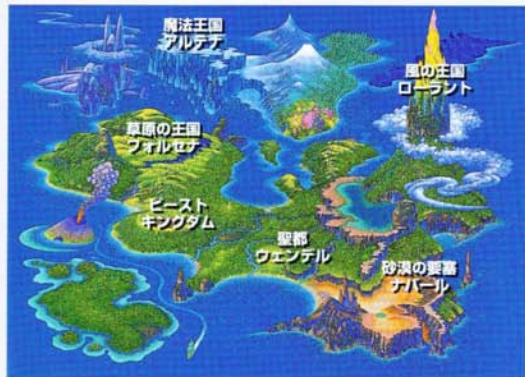 魔法王国
アルテナ
風の王国
ローラント
草原の王国
フォルセナ
ビースト
キングダム
聖都
ウェンデル
砂漠の要塞
ナバール